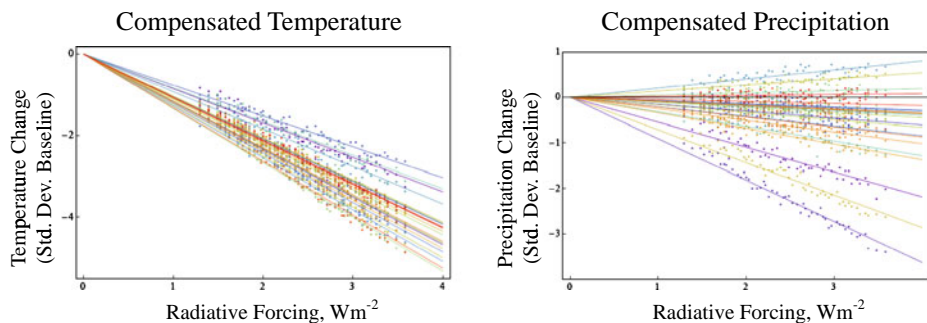 Compensated Temperature
Temperature Change
(Std. Dev. Baseline)
0
−2
−4
0
1
2
3
4
Radiative Forcing, Wm-2
Compensated Precipitation
Precipitation Change
(Std. Dev. Baseline)
1
0
−1
−2
−3
−4
0
1
2
3
Radiative Forcing, Wm-2